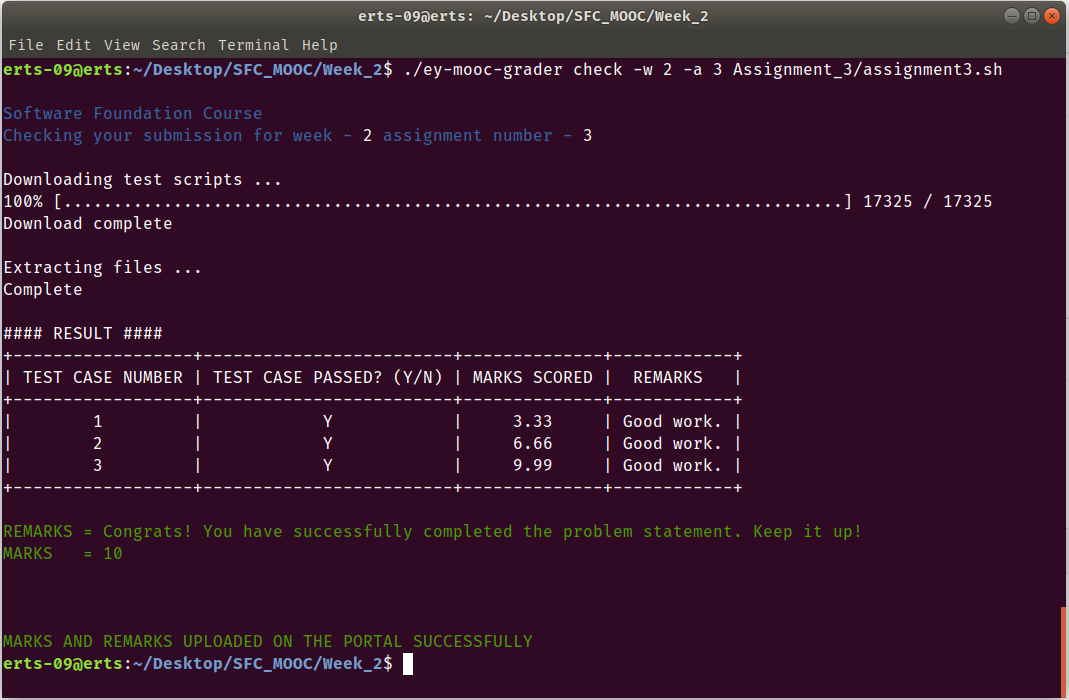 erts-09@erts: ~/Desktop/SFC_MOOC/Week_2
File Edit View Search Terminal Help
erts-09@erts:~/Desktop/SFC_MOOC/Week_2$ ./ey-mooc-grader check -w 2 -a 3 Assignment_3/assignment3.sh
Software Foundation Course
Checking your submission for week - 2 assignment number - 3
Downloading test scripts ...
100% [..............................................................................] 17325 / 17325
Download complete
Extracting files ...
Complete
#### RESULT ####
+------------------+-------------------------+--------------+------------+
| TEST CASE NUMBER | TEST CASE PASSED? (Y/N) | MARKS SCORED |  REMARKS   |
+------------------+-------------------------+--------------+------------+
|        1         |            Y            |     3.33     | Good work. |
|        2         |            Y            |     6.66     | Good work. |
|        3         |            Y            |     9.99     | Good work. |
+------------------+-------------------------+--------------+------------+
REMARKS = Congrats! You have successfully completed the problem statement. Keep it up!
MARKS   = 10
MARKS AND REMARKS UPLOADED ON THE PORTAL SUCCESSFULLY
erts-09@erts:~/Desktop/SFC_MOOC/Week_2$